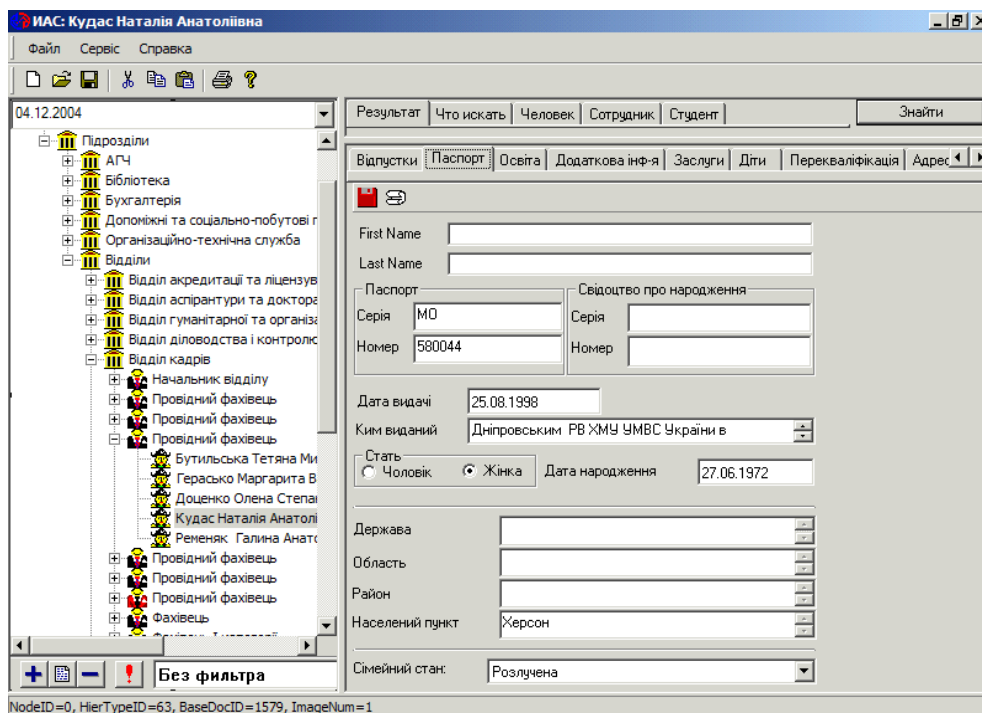 ИАС: Кудас Наталія Анатоліївна
Файл Сервіс Справка
04.12.2004
Підрозділи
АГЧ
Бібліотека
Бухгалтерія
Допоміжні та соціально-побутові г
Організаційно-технічна служба
Відділи
Відділ акредитації та ліцензув
Відділ аспірантури та доктора
Відділ гуманітарної та організа
Відділ діловодства і контролю
Відділ кадрів
Начальник відділу
Провідний фахівець
Провідний фахівець
Провідний фахівець
Бутильська Тетяна Ми
Герасько Маргарита В
Доценко Олена Степан
Кудас Наталія Анатолі
Ременяк Галина Анато
Провідний фахівець
Провідний фахівець
Провідний фахівець
Фахівець
Без фильтра
Результат Что искать Человек Сотрудник Студент Знайти
Відпустки Паспорт Освіта Додаткова інф-я Заслуги Діти Перекваліфікація Адрес
First Name
Last Name
Паспорт Свідоцтво про народження
Серія МО Серія
Номер 580044 Номер
Дата видачі 25.08.1998
Ким виданий Дніпровським РВ ХМУ УМВС України в
Стать
Чоловік Жінка Дата народження 27.06.1972
Держава
Область
Район
Населений пункт Херсон
Сімейний стан: Розлучена
NodeID=0, HierTypeID=63, BaseDocID=1579, ImageNum=1